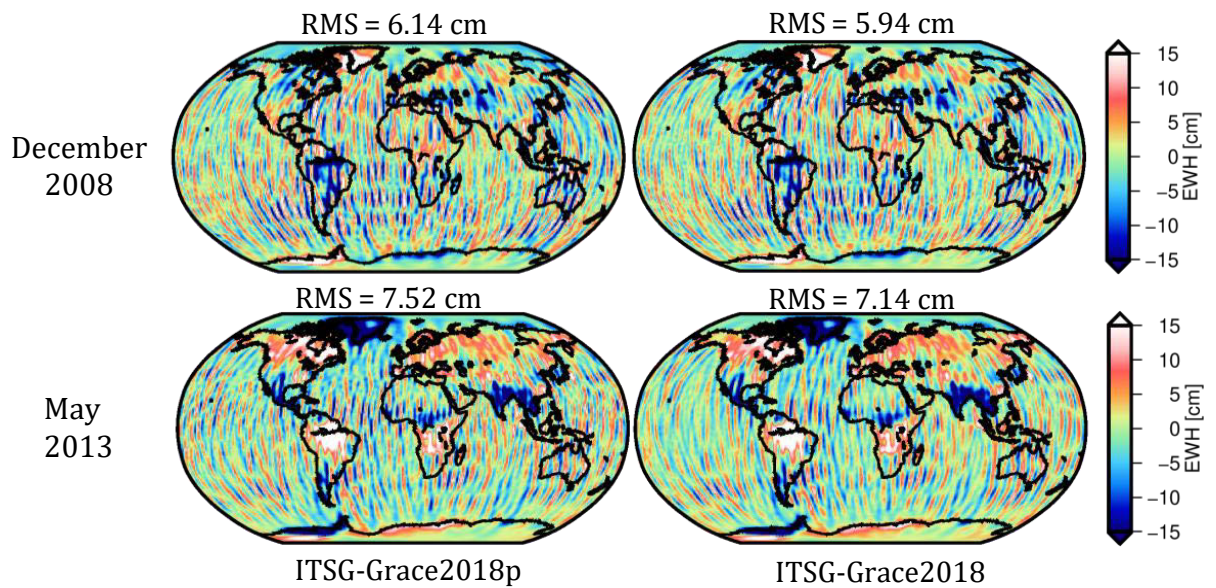 RMS = 6.14 cm
RMS = 5.94 cm
December
2008
15
10
5
0
−5
−10
−15
EWH [cm]
RMS = 7.52 cm
RMS = 7.14 cm
May
2013
15
10
5
0
−5
−10
−15
EWH [cm]
ITSG-Grace2018p
ITSG-Grace2018